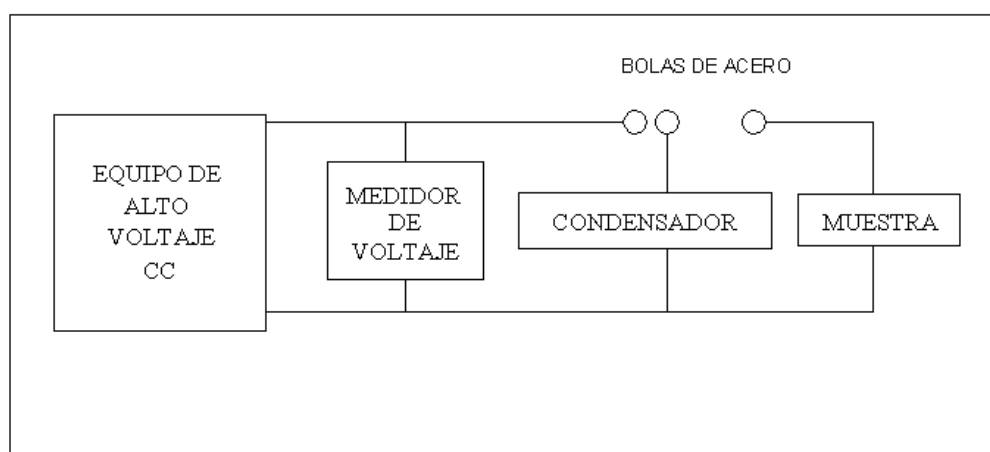 BOLAS DE ACERO
EQUIPO DE
ALTO
VOLTAJE
CC
MEDIDOR
DE
VOLTAJE
CONDENSADOR
MUESTRA